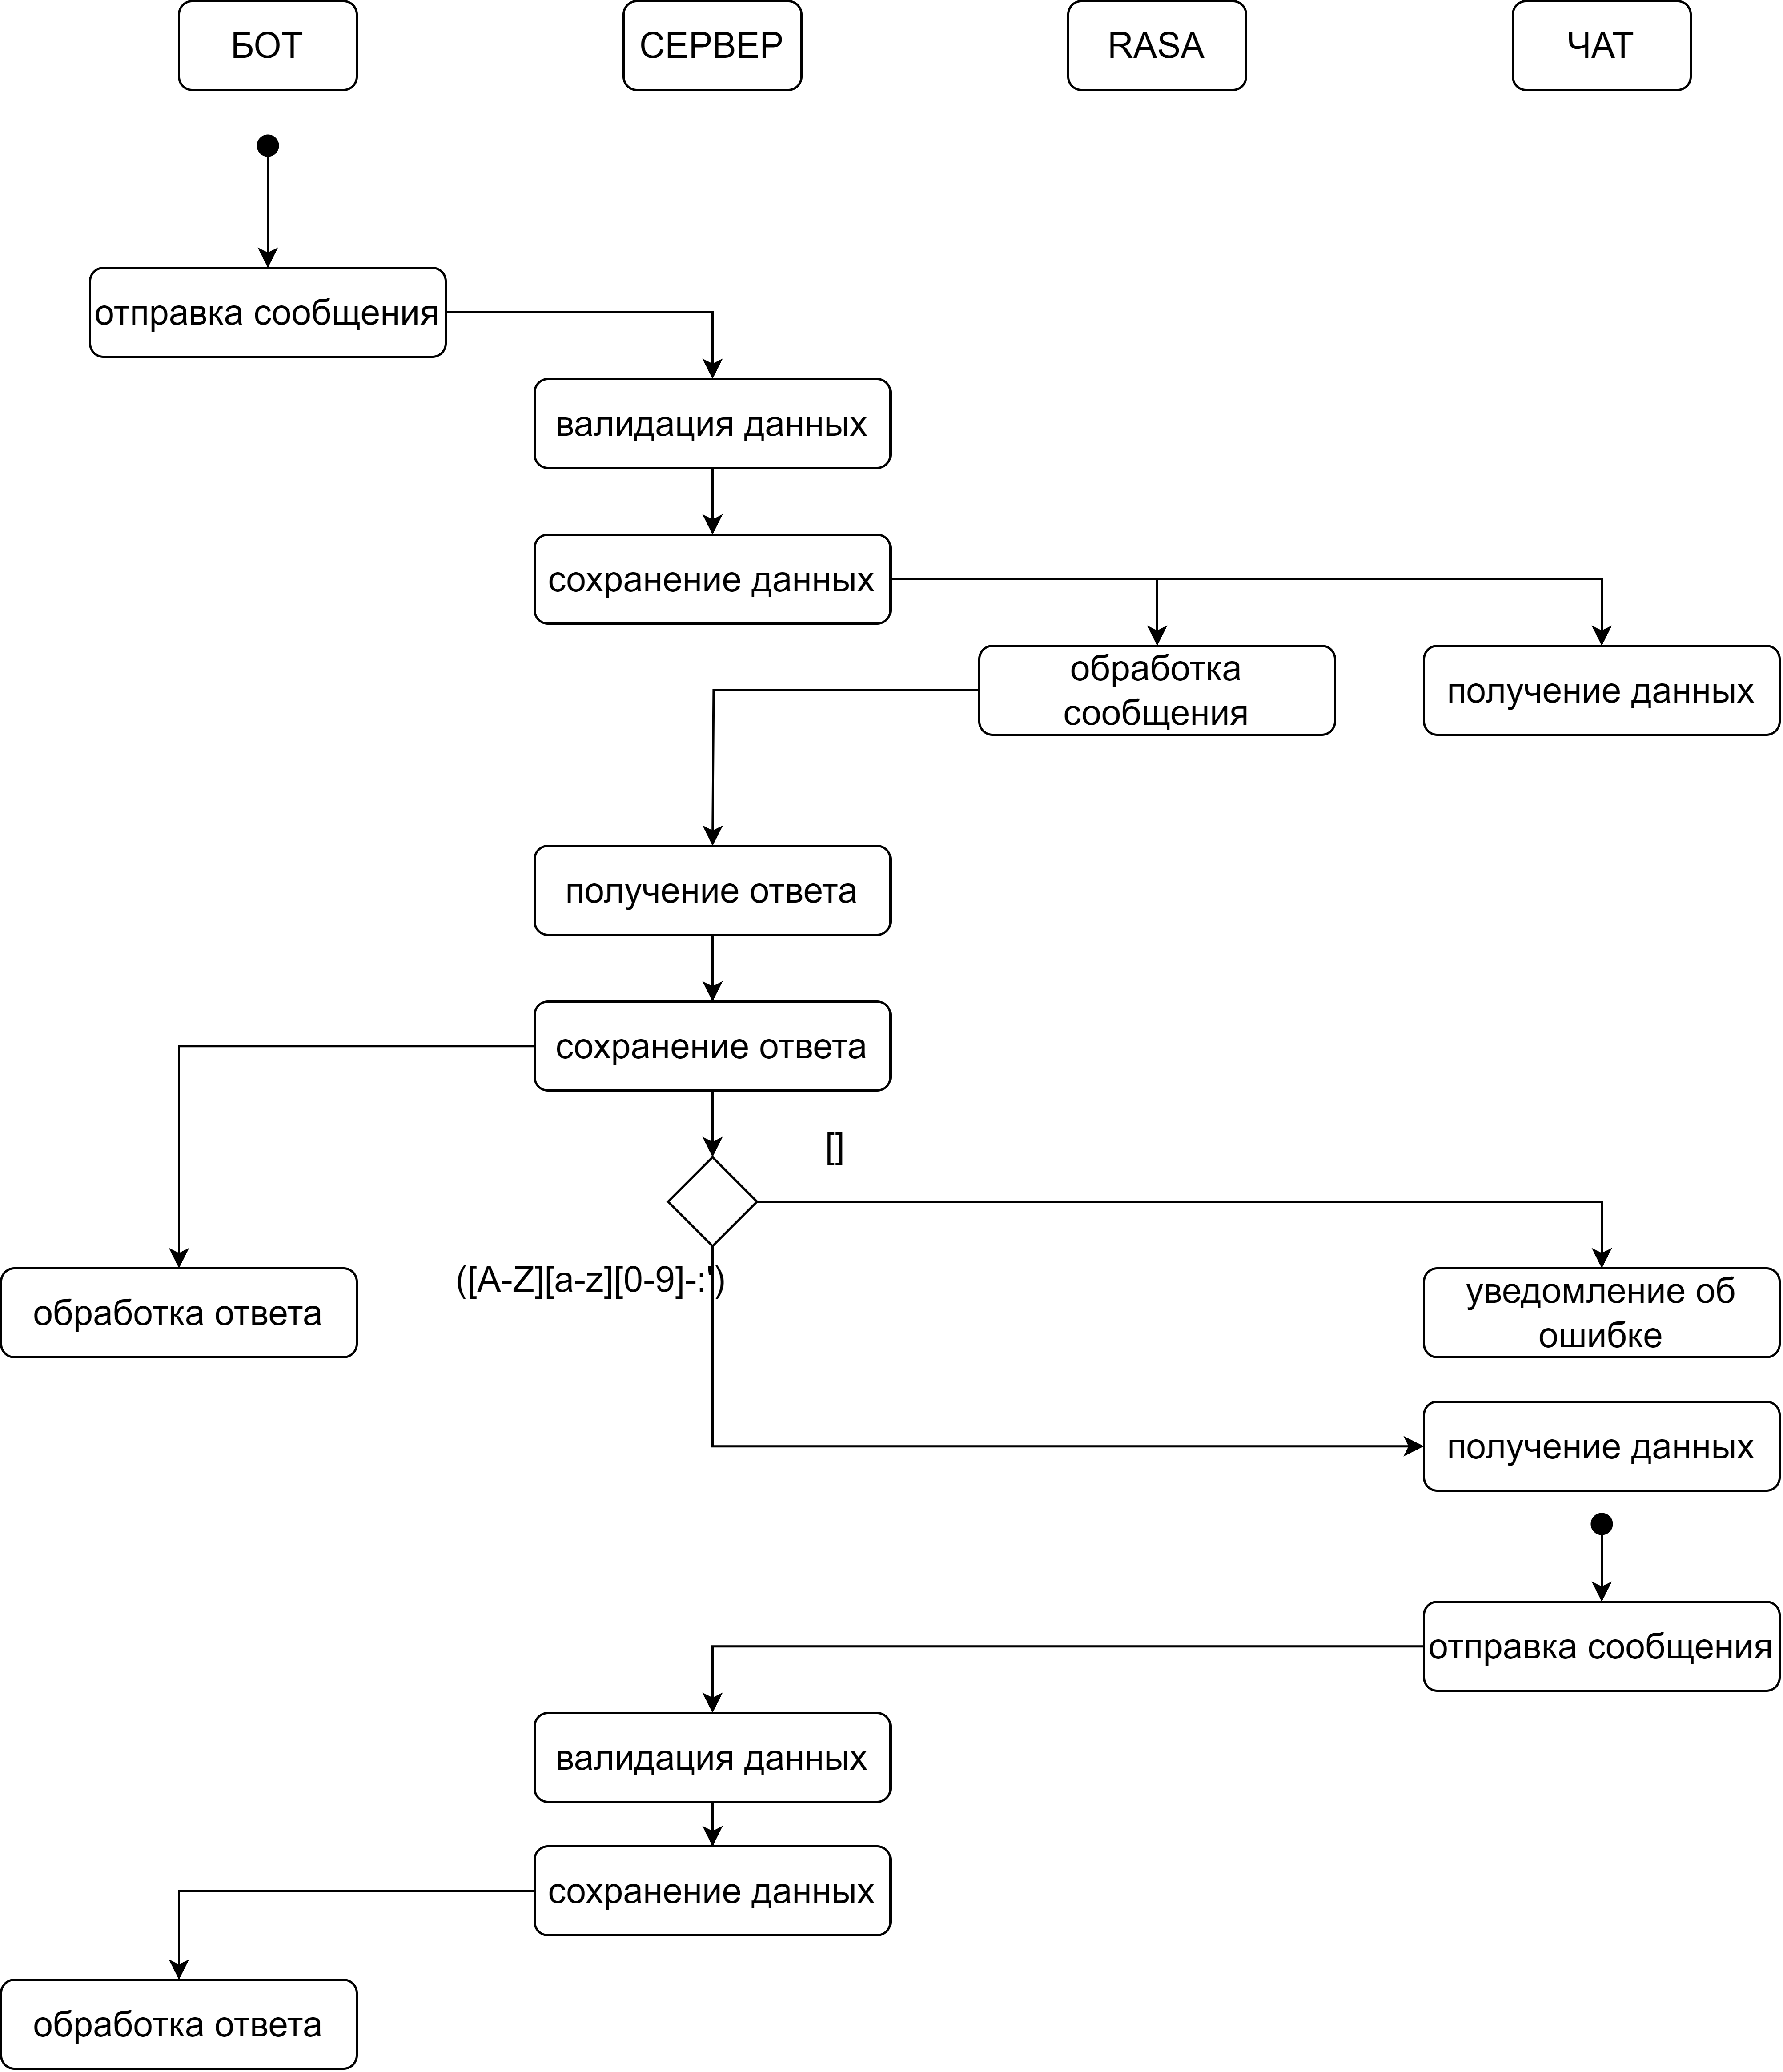 БОТ
СЕРВЕР
RASA
ЧАТ
отправка сообщения
валидация данных
сохранение данных
обработка
сообщения
получение данных
получение ответа
сохранение ответа
[]
([A-Z][a-z][0-9]-:")
обработка ответа
уведомление об
ошибке
получение данных
отправка сообщения
валидация данных
сохранение данных
обработка ответа